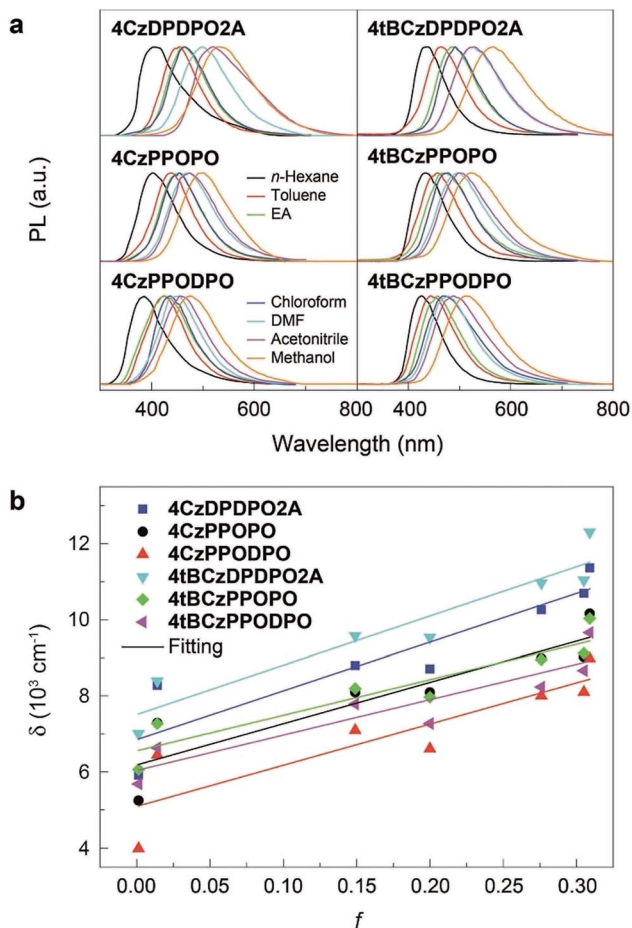 a
4CzDPDPO2A 4tBCzDPDPO2A
4CzPPOPO 4tBCzPPOPO
n-Hexane
Toluene
EA
4CzPPODPO 4tBCzPPODPO
Chloroform
DMF
Acetonitrile
Methanol
PL (a.u.)
400 600 800 400 600 800
Wavelength (nm)
b
4CzDPDPO2A
4CzPPOPO
4CzPPODPO
4tBCzDPDPO2A
4tBCzPPOPO
4tBCzPPODPO
Fitting
δ (10³ cm⁻¹)
12
10
8
6
4
0.00 0.05 0.10 0.15 0.20 0.25 0.30
f